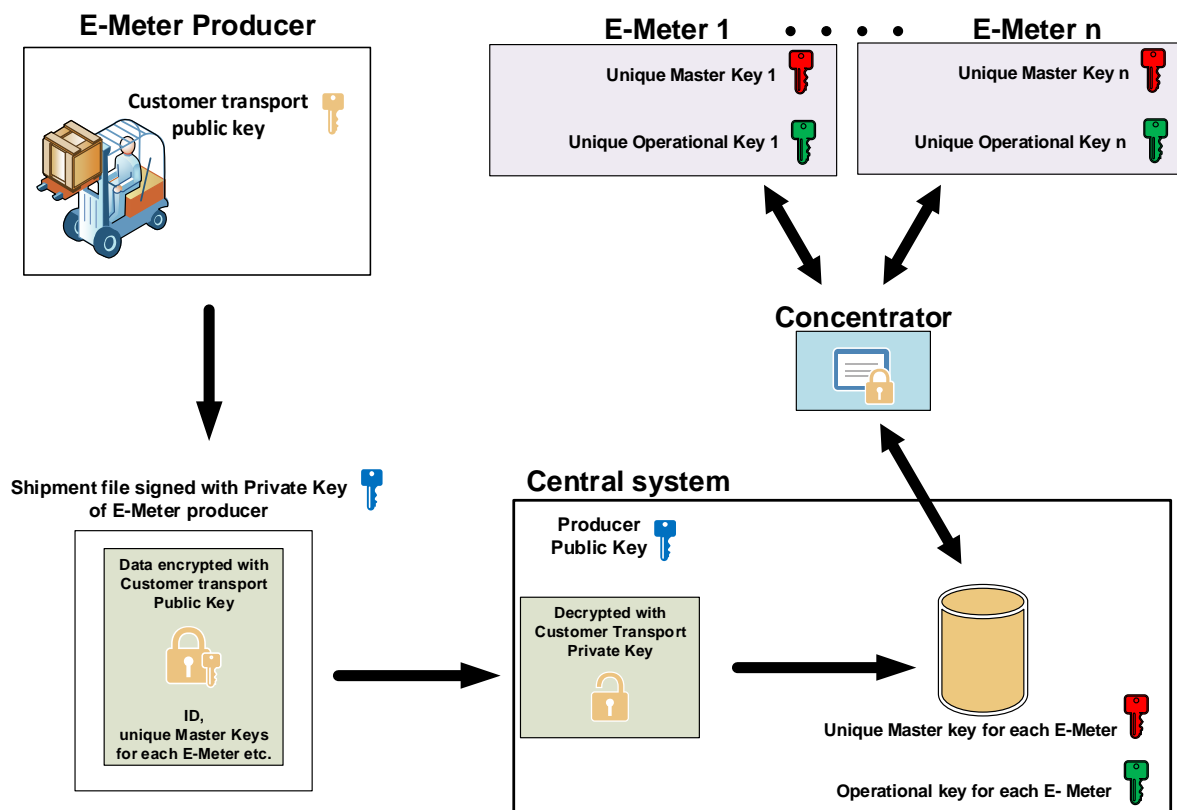 E-Meter Producer
Customer transport
public key
E-Meter 1
Unique Master Key 1
Unique Operational Key 1
E-Meter n
Unique Master Key n
Unique Operational Key n
Concentrator
Shipment file signed with Private Key
of E-Meter producer
Data encrypted with
Customer transport
Public Key
ID,
unique Master Keys
for each E-Meter etc.
Central system
Producer
Public Key
Decrypted with
Customer Transport
Private Key
Unique Master key for each E-Meter
Operational key for each E- Meter